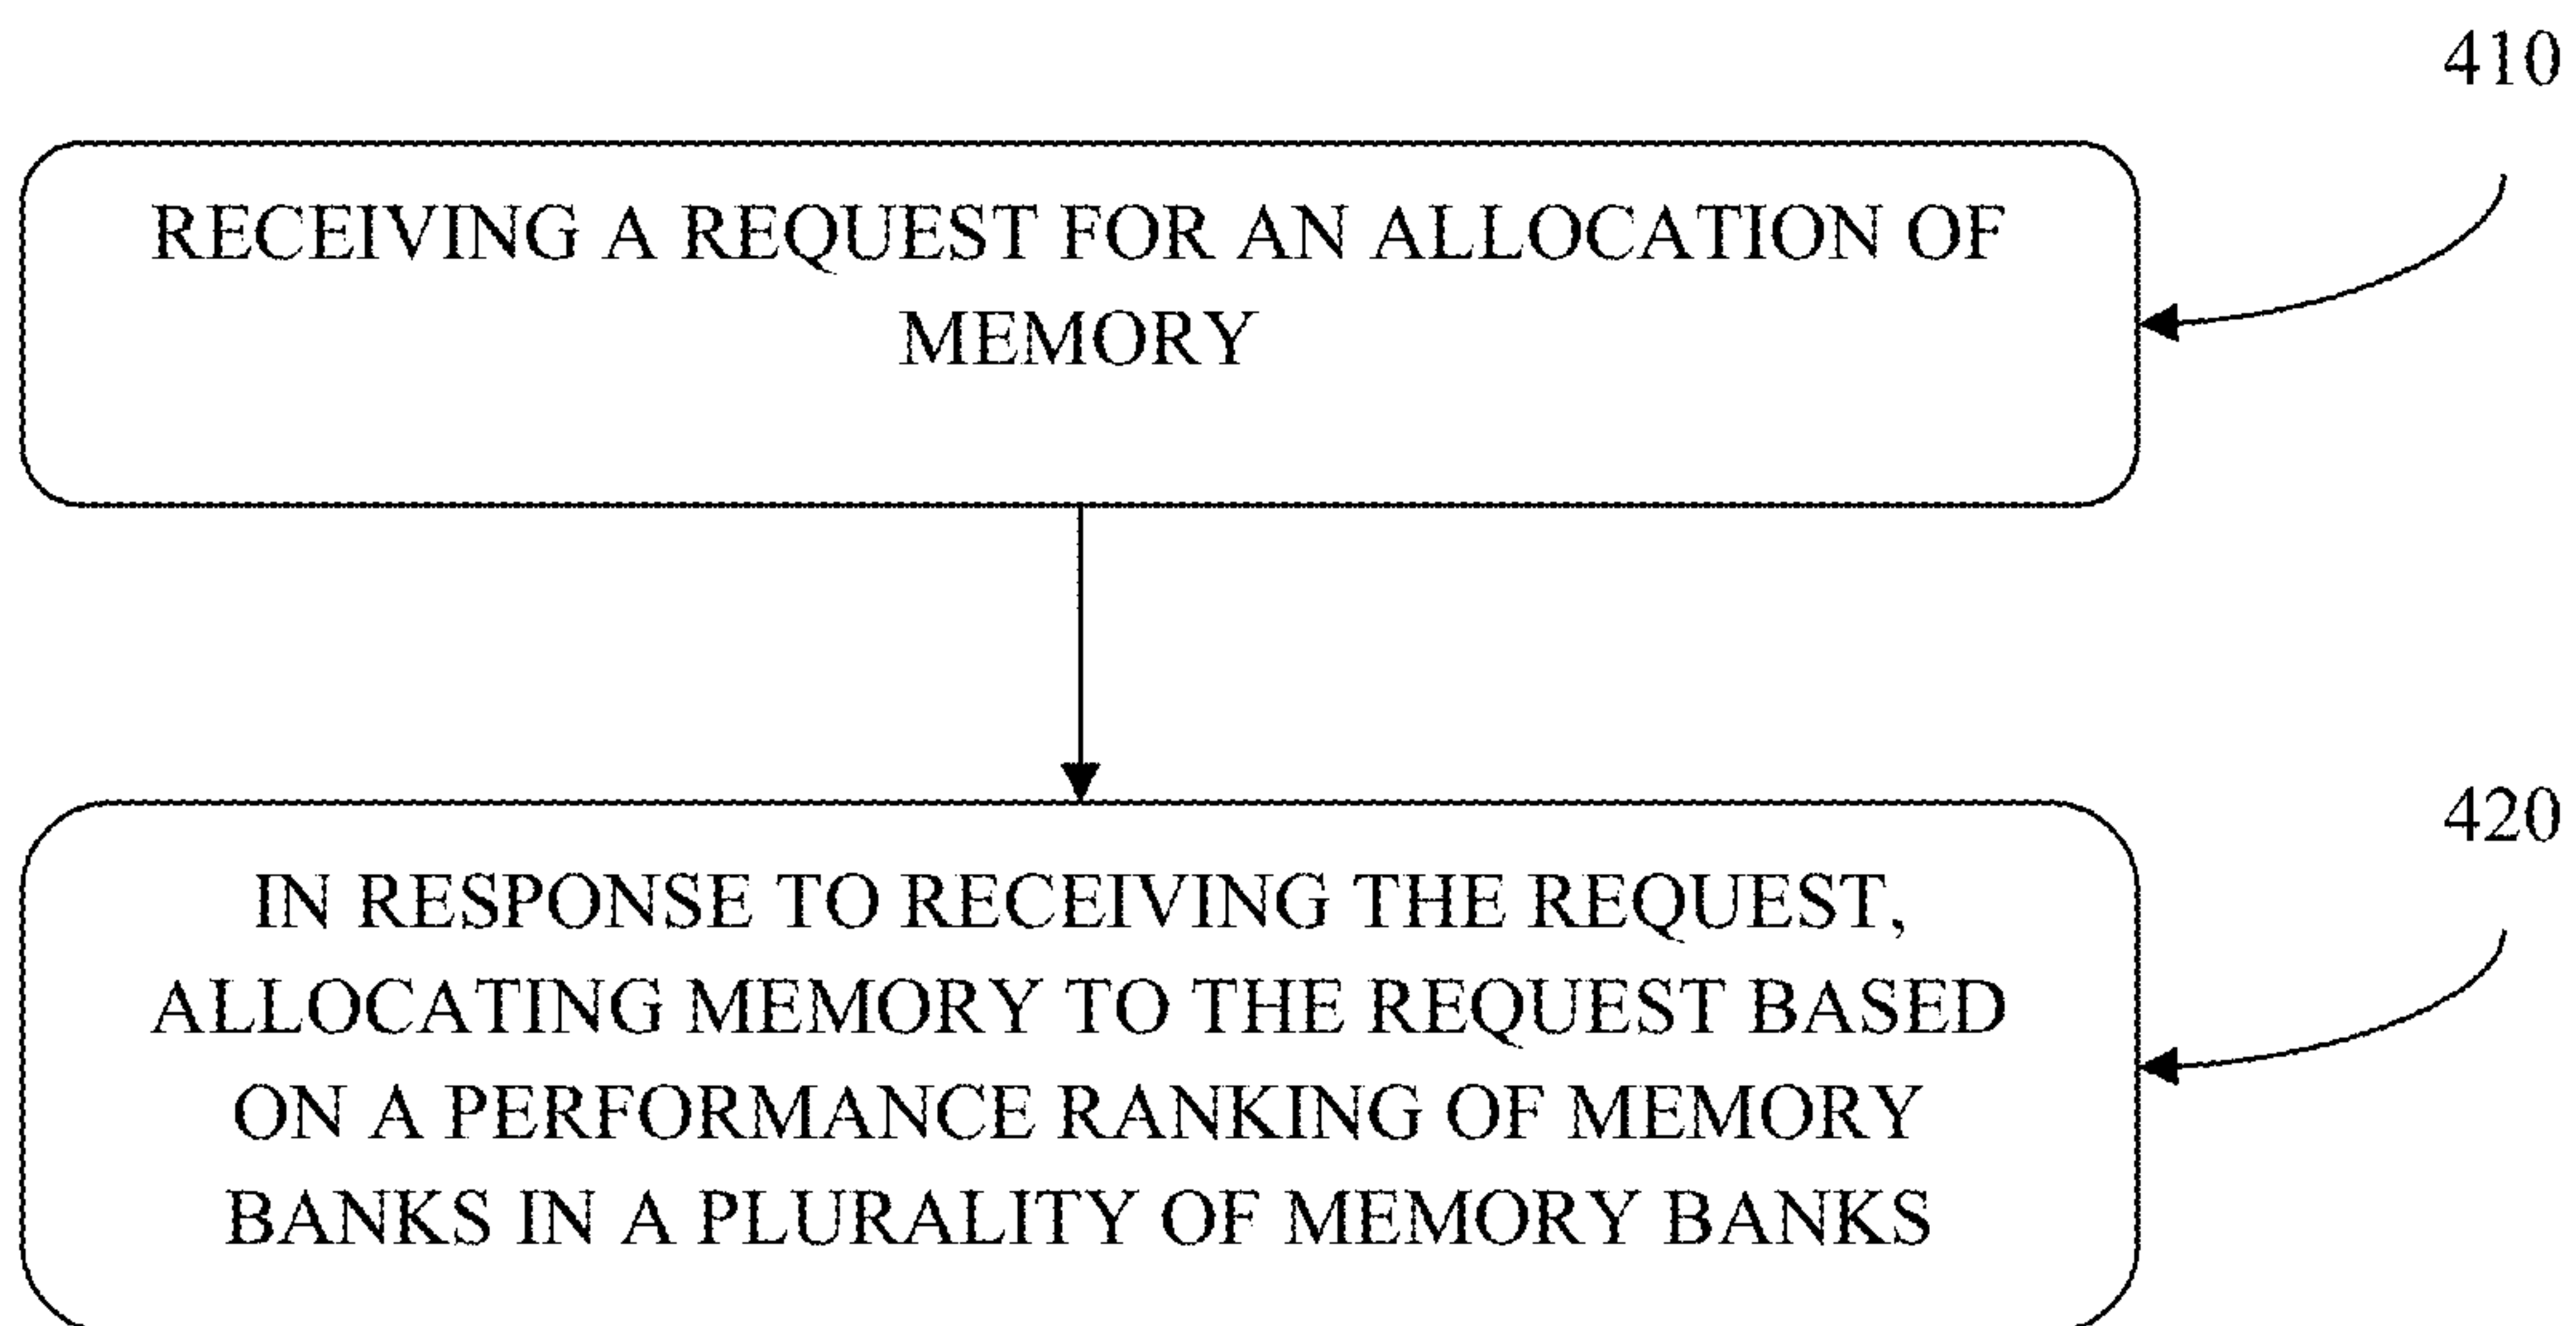 410
RECEIVING A REQUEST FOR AN ALLOCATION OF
MEMORY
420
IN RESPONSE TO RECEIVING THE REQUEST,
ALLOCATING MEMORY TO THE REQUEST BASED
ON A PERFORMANCE RANKING OF MEMORY
BANKS IN A PLURALITY OF MEMORY BANKS